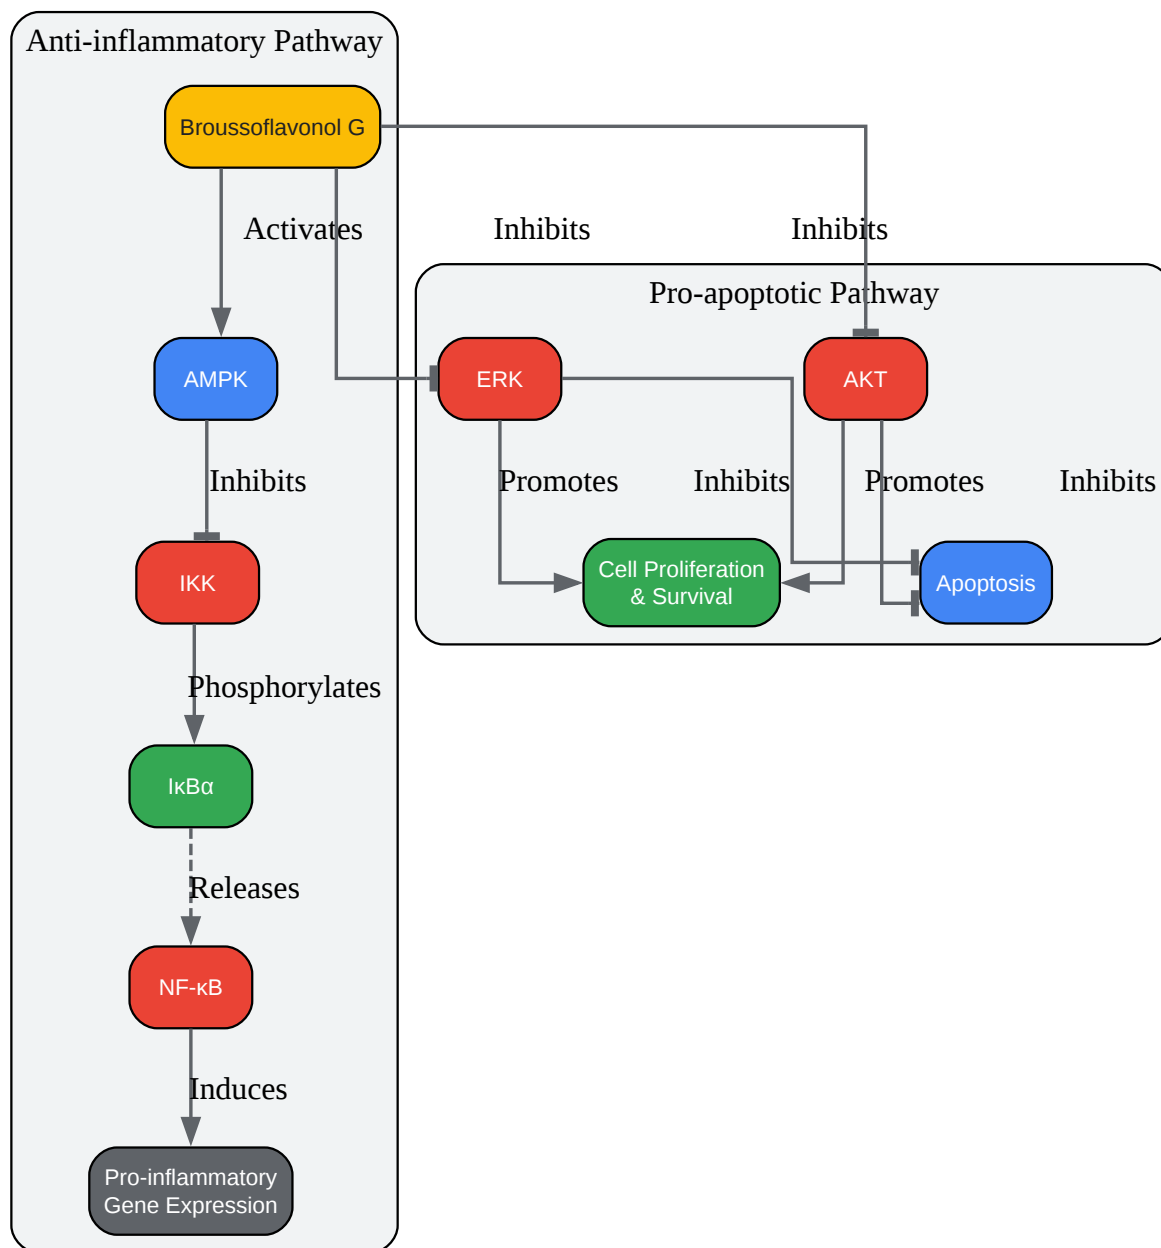 Anti-inflammatory Pathway
Broussoflavonol G
Activates
Inhibits
Inhibits
Pro-apoptotic Pathway
AMPK
ERK
AKT
Inhibits
Promotes
Inhibits
Promotes
Inhibits
IKK
Cell Proliferation
& Survival
Apoptosis
Phosphorylates
IκBα
Releases
NF-κB
Induces
Pro-inflammatory
Gene Expression